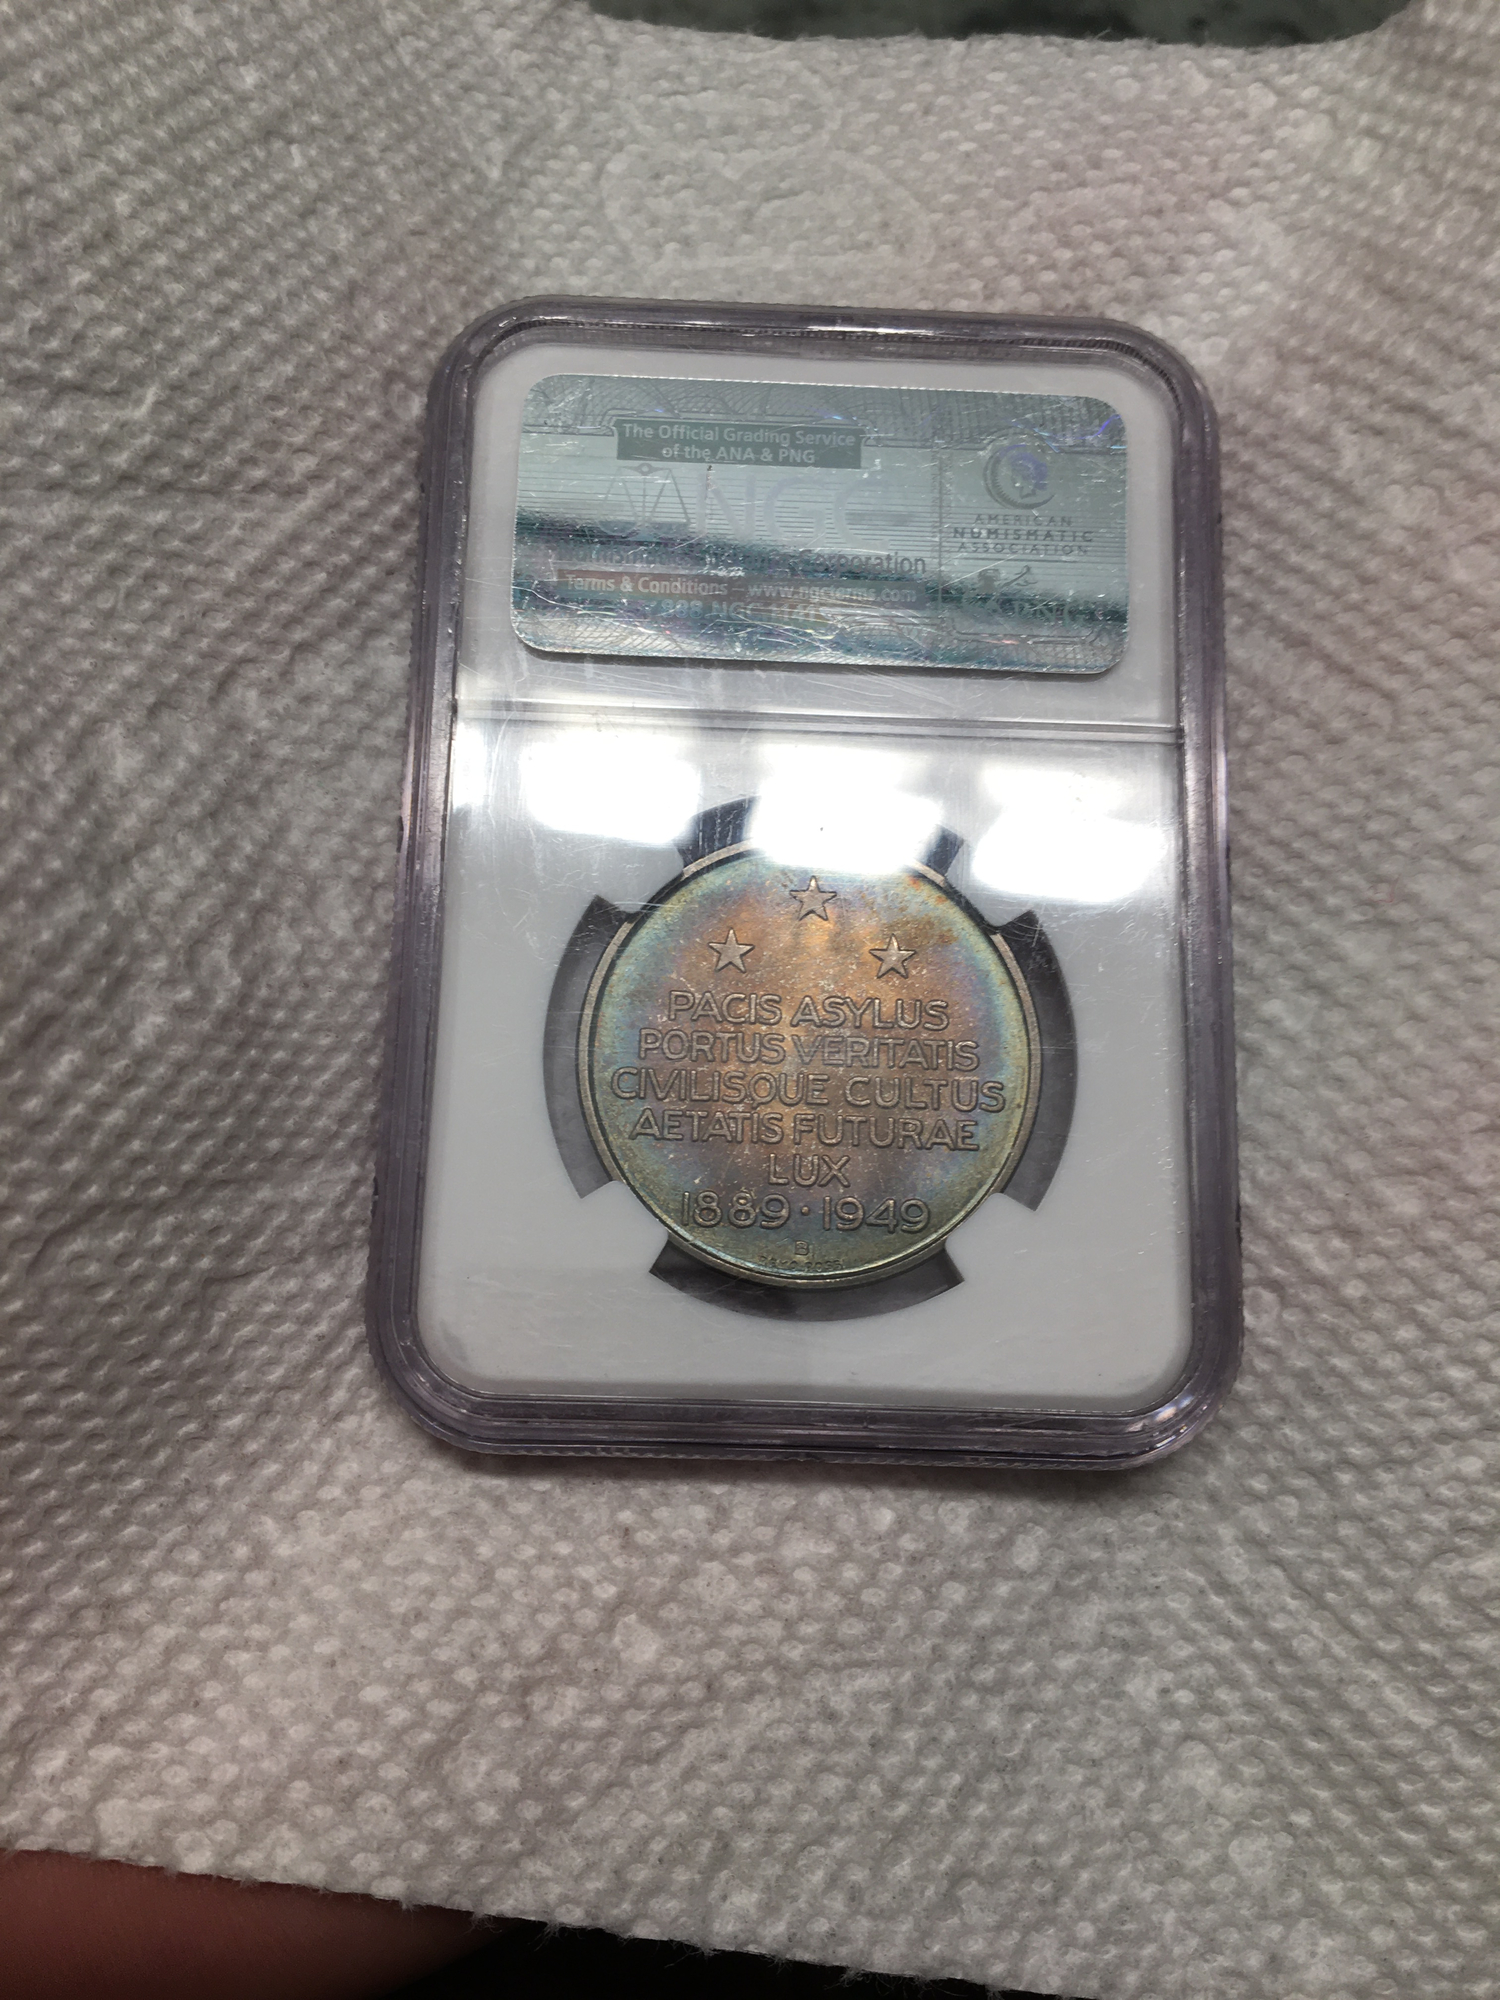 The Official Grading Service
of the ANA & PNG
NGC
AMERICAN
NUMISMATIC
ASSOCIATION
Corporation
Terms & Conditions – www.ngcterms.com
PACIS ASYLUS
PORTUS VERITATIS
CIVILISQUE CULTUS
AETATIS FUTURAE
LUX
1889 · 1949
B